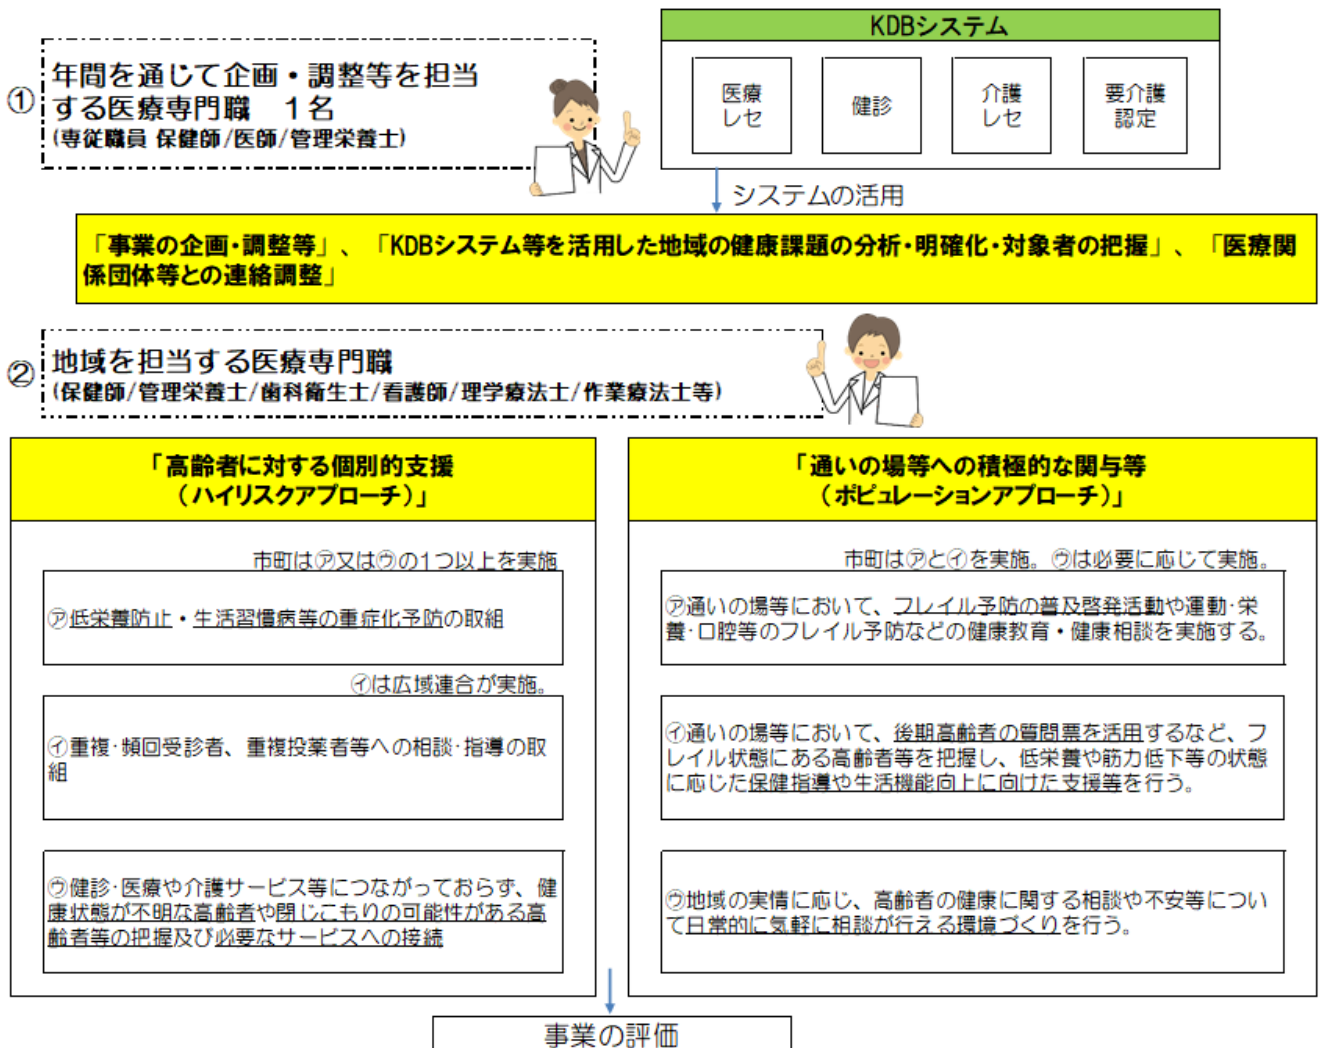 KDBシステム
医療
レセ
健診
介護
レセ
要介護
認定
① 年間を通じて企画・調整等を担当
する医療専門職 1名
(専従職員 保健師/医師/管理栄養士)
システムの活用
「事業の企画・調整等」、「KDBシステム等を活用した地域の健康課題の分析・明確化・対象者の把握」、「医療関
係団体等との連絡調整」
② 地域を担当する医療専門職
(保健師/管理栄養士/歯科衛生士/看護師/理学療法士/作業療法士等)
「高齢者に対する個別的支援
(ハイリスクアプローチ)」
市町は㋐又は㋒の1つ以上を実施
㋐低栄養防止・生活習慣病等の重症化予防の取組
㋑は広域連合が実施。
㋑重複・頻回受診者、重複投薬者等への相談・指導の取
組
㋒健診・医療や介護サービス等につながっておらず、健
康状態が不明な高齢者や閉じこもりの可能性がある高
齢者等の把握及び必要なサービスへの接続
「通いの場等への積極的な関与等
(ポピュレーションアプローチ)」
市町は㋐と㋑を実施。㋒は必要に応じて実施。
㋐通いの場等において、フレイル予防の普及啓発活動や運動・栄
養・口腔等のフレイル予防などの健康教育・健康相談を実施する。
㋑通いの場等において、後期高齢者の質問票を活用するなど、フ
レイル状態にある高齢者等を把握し、低栄養や筋力低下等の状態
に応じた保健指導や生活機能向上に向けた支援等を行う。
㋒地域の実情に応じ、高齢者の健康に関する相談や不安等につい
て日常的に気軽に相談が行える環境づくりを行う。
事業の評価